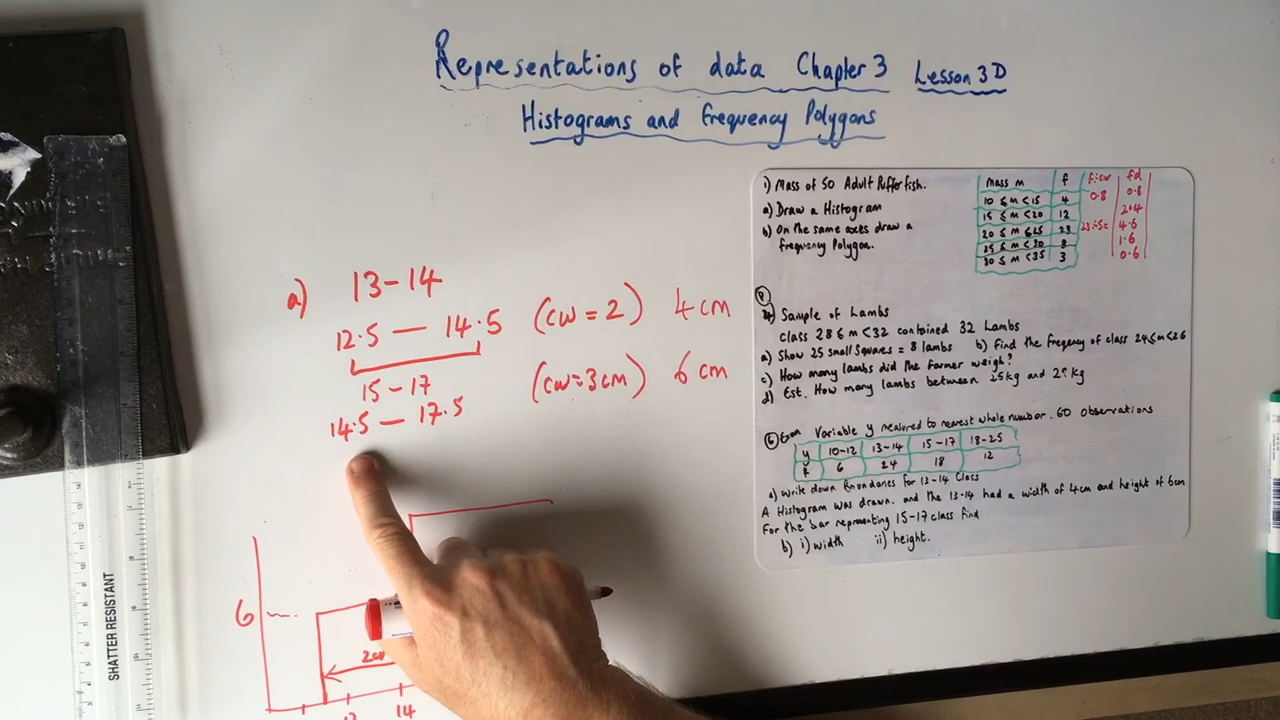 Representations of data Chapter 3 Lesson 3D
Histograms and frequency Polygons
1) Mass of 50 Adult Pufferfish.
a) Draw a Histogram
b) On the same axes draw a
frequency Polygon.
Mass m f f÷cw fd
10 ≤ m < 15 4 0.8 0.8
15 ≤ m < 20 12 2.4
20 ≤ m ≤ 25 23 23÷5= 4.6
25 ≤ m < 30 8 1.6
30 ≤ m < 35 3 0.6
a) 13-14
12.5 — 14.5 (cw = 2) 4 cm
15-17 (cw=3cm) 6 cm
14.5 — 17.5
Sample of Lambs
Class 28 ≤ m < 32 contained 32 Lambs
a) Show 25 small squares = 8 lambs b) Find the freqency of class 24 ≤ m < 26
c) How many lambs did the farmer weigh?
d) Est. How many lambs between 25kg and kg
6 Variable y measured to nearest whole number. 60 observations
y 10-12 13-14 15-17 18-25
f 6 24 18 12
a) Write down Boundaries for 13-14 Class
A Histogram was drawn. and the 13-14 had a width of 4cm and height of 6cm
For the bar reprmenting 15-17 class find
b) i) width ii) height.
6
14
SHATTER RESISTANT